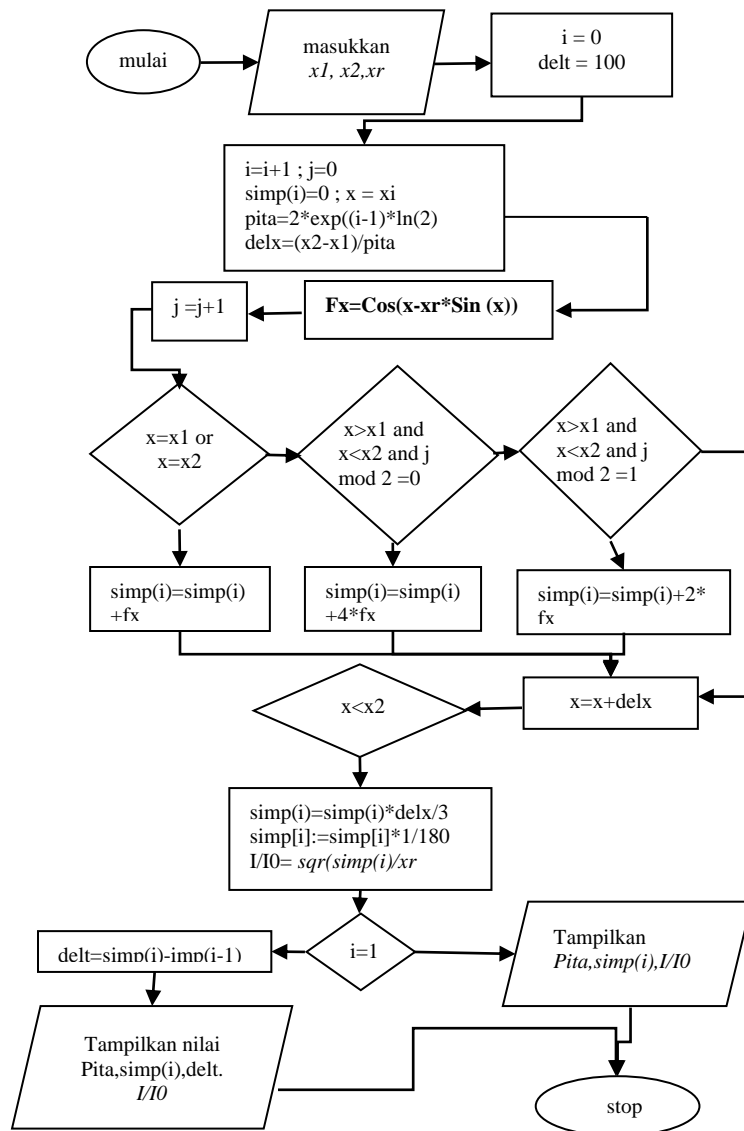 mulai
masukkan
x1, x2,xr
i = 0
delt = 100
i=i+1 ; j=0
simp(i)=0 ; x = xi
pita=2*exp((i-1)*ln(2)
delx=(x2-x1)/pita
j =j+1
Fx=Cos(x-xr*Sin (x))
x=x1 or
x=x2
x>x1 and
x<x2 and j
mod 2 =0
x>x1 and
x<x2 and j
mod 2 =1
simp(i)=simp(i)
+fx
simp(i)=simp(i)
+4*fx
simp(i)=simp(i)+2*
fx
x<x2
x=x+delx
simp(i)=simp(i)*delx/3
simp[i]:=simp[i]*1/180
I/I0= sqr(simp(i)/xr
delt=simp(i)-imp(i-1)
i=1
Tampilkan
Pita,simp(i),I/I0
Tampilkan nilai
Pita,simp(i),delt.
I/I0
stop